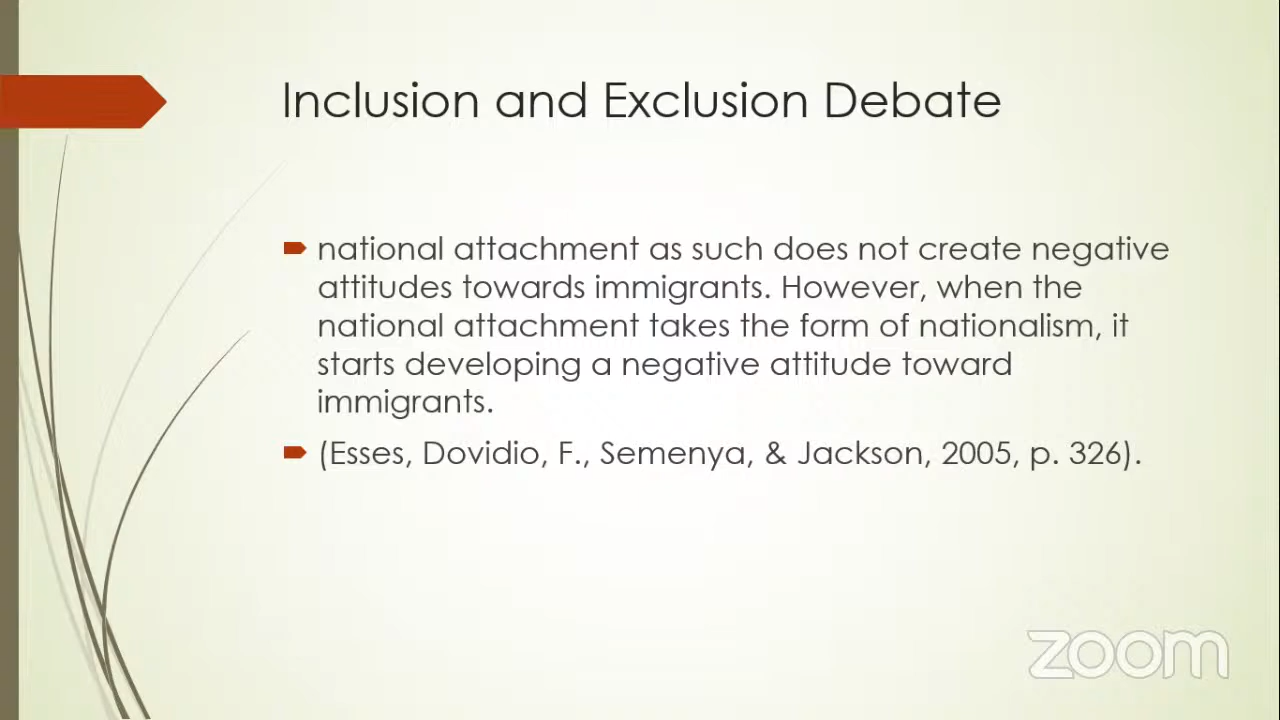 Inclusion and Exclusion Debate
national attachment as such does not create negative
attitudes towards immigrants. However, when the
national attachment takes the form of nationalism, it
starts developing a negative attitude toward
immigrants.
(Esses, Dovidio, F., Semenya, & Jackson, 2005, p. 326).
zoom